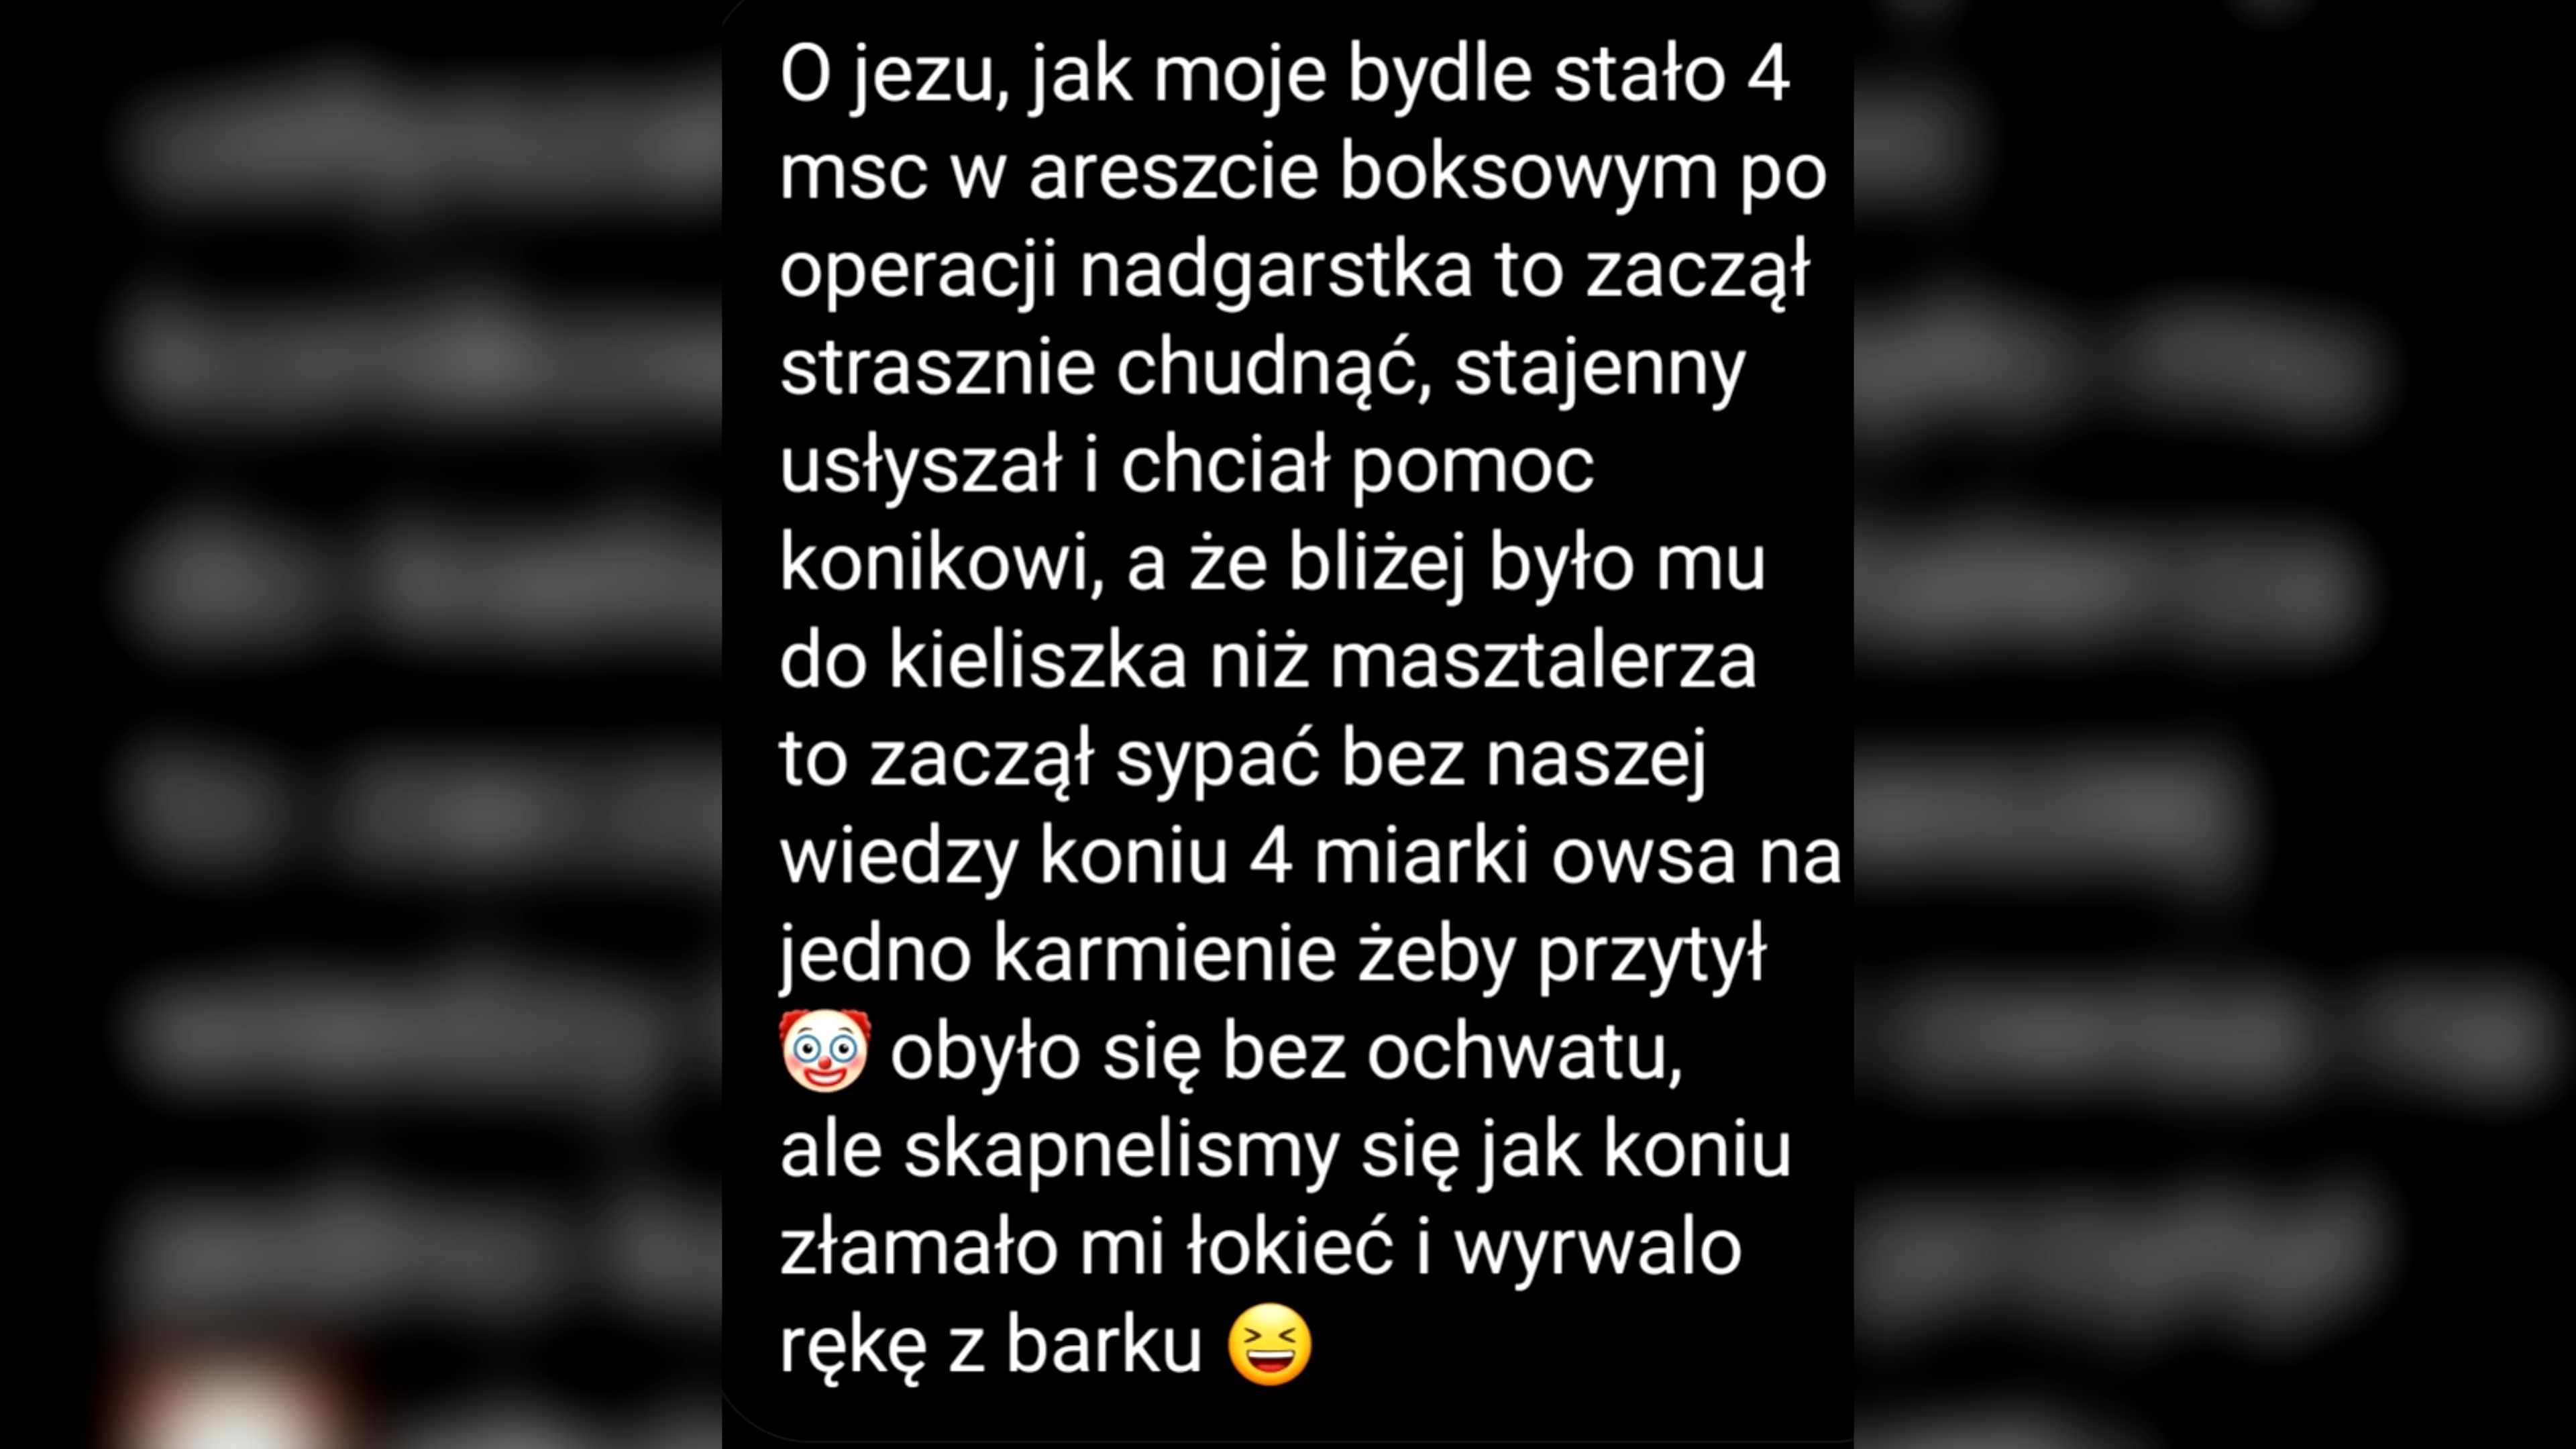 O jezu, jak moje bydle stało 4
msc w areszcie boksowym po
operacji nadgarstka to zaczął
strasznie chudnąć, stajenny
usłyszał i chciał pomoc
konikowi, a że bliżej było mu
do kieliszka niż masztalerza
to zaczął sypać bez naszej
wiedzy koniu 4 miarki owsa na
jedno karmienie żeby przytył
🤡 obyło się bez ochwatu,
ale skapnelismy się jak koniu
złamało mi łokieć i wyrwalo
rękę z barku 😆